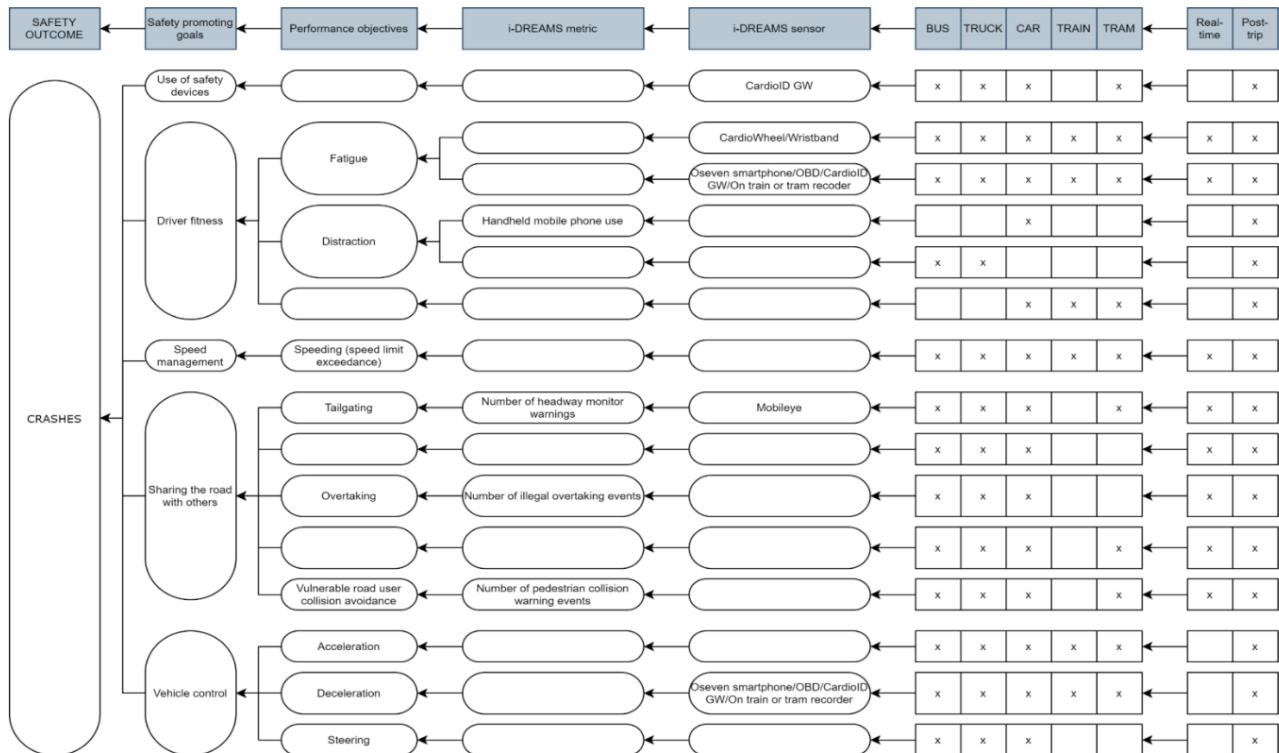 SAFETY OUTCOME Safety promoting goals Performance objectives i-DREAMS metric i-DREAMS sensor BUS TRUCK CAR TRAIN TRAM Real-time Post-trip
Use of safety devices CardioID GW x x x x x
CardioWheel/Wristband x x x x x x x
Fatigue
Oseven smartphone/OBD/CardioID GW/On train or tram recoder x x x x x x x
Driver fitness Handheld mobile phone use x x
Distraction
x x x
x x x x
Speed management Speeding (speed limit exceedance) x x x x x x x
CRASHES
Tailgating Number of headway monitor warnings Mobileye x x x x x x
x x x x x
Sharing the road with others Overtaking Number of illegal overtaking events x x x x x
x x x x x x
Vulnerable road user collision avoidance Number of pedestrian collision warning events x x x x x x
Acceleration x x x x x x
Vehicle control Deceleration Oseven smartphone/OBD/CardioID GW/On train or tram recorder x x x x x x
Steering x x x x